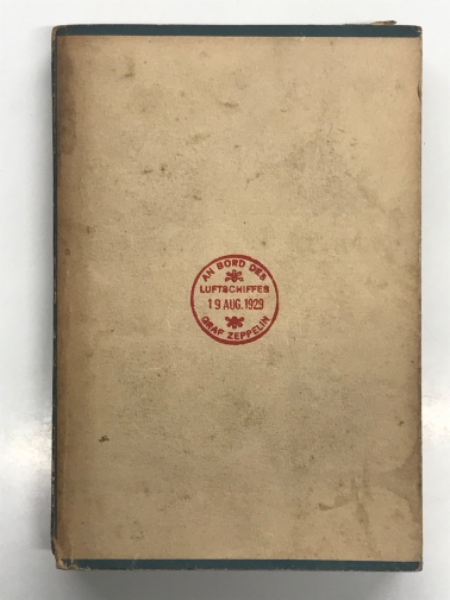 AN BORD DES
LUFTSCHIFFES
19 AUG. 1929
GRAF ZEPPELIN